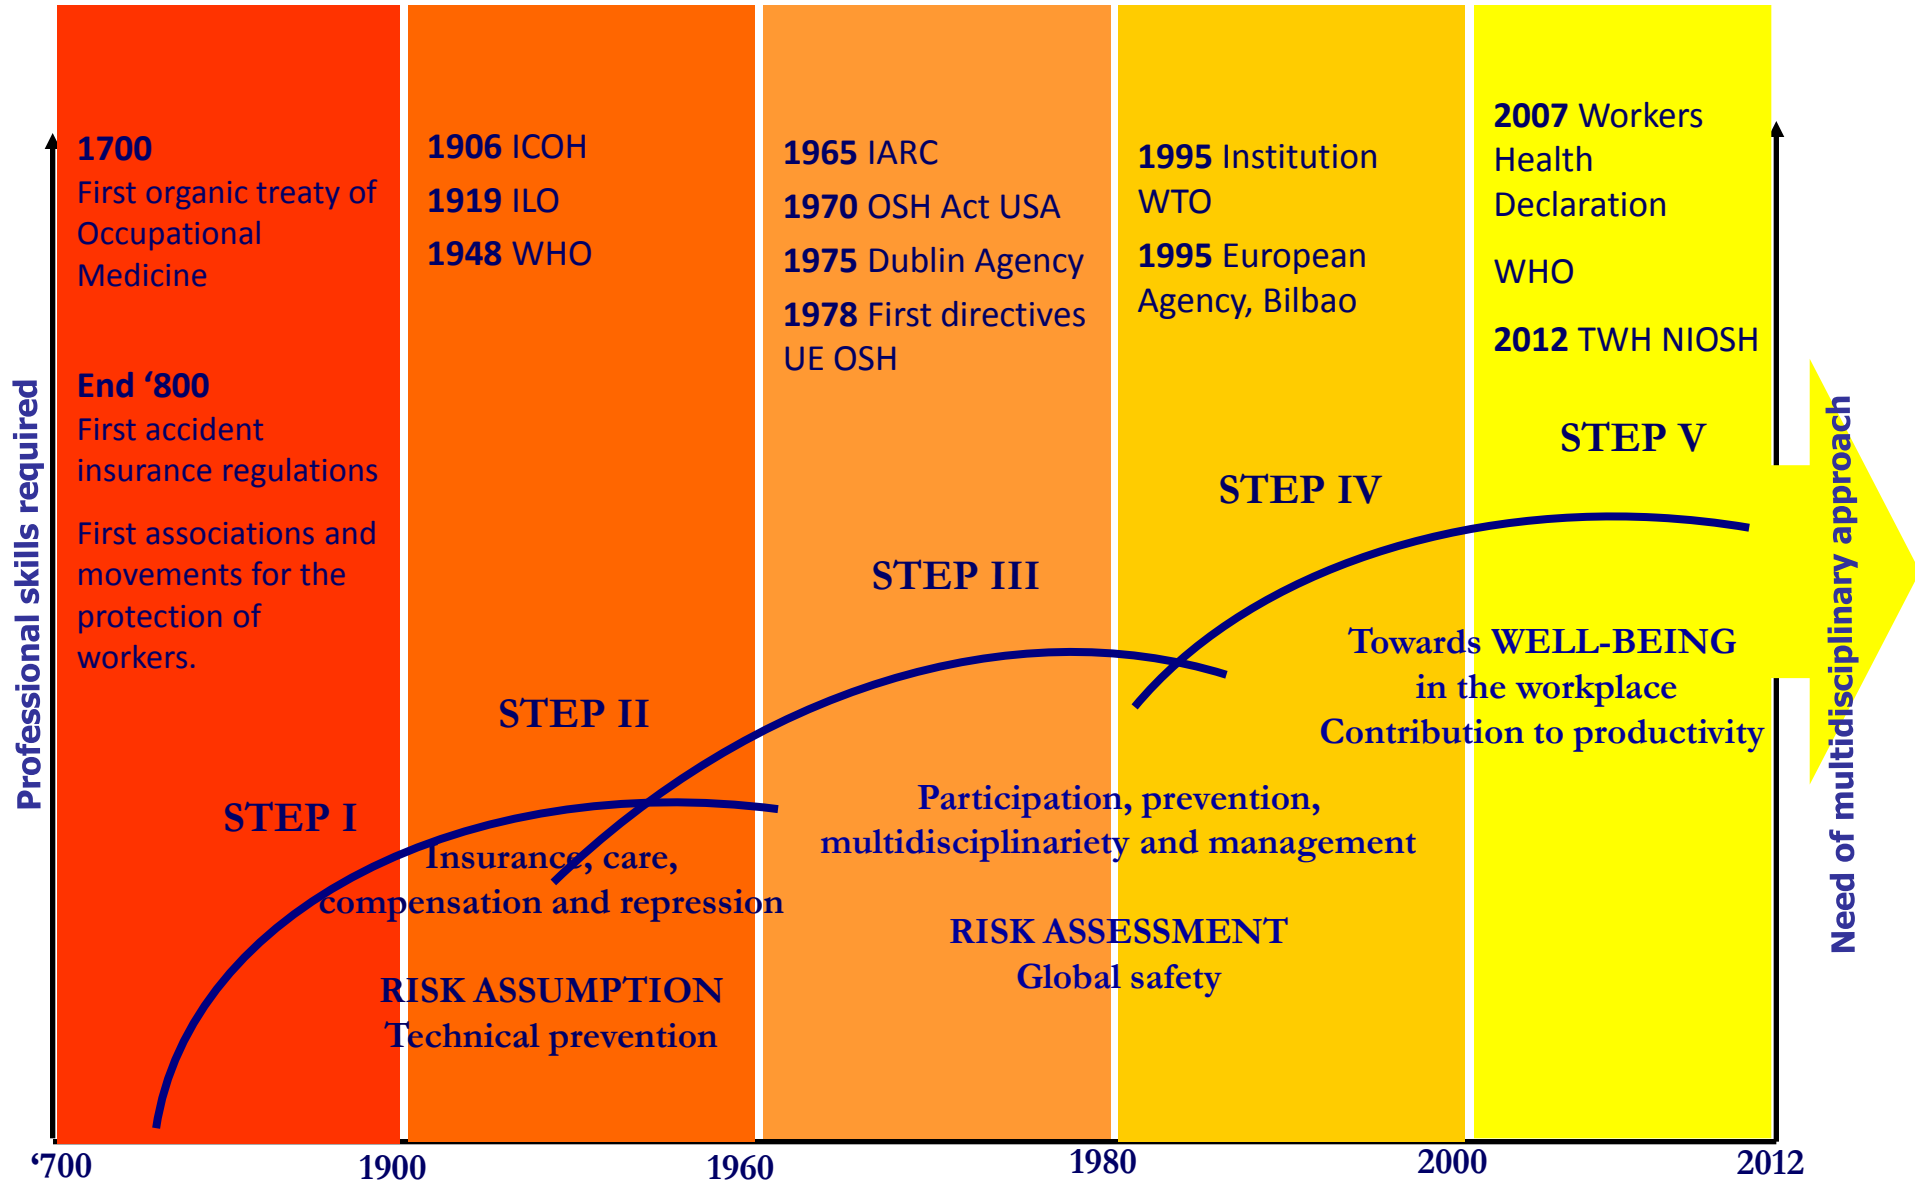 Professional skills required
1700
First organic treaty of
Occupational
Medicine
End ‘800
First accident
insurance regulations
First associations and
movements for the
protection of
workers.
STEP I
1906 ICOH
1919 ILO
1948 WHO
STEP II
Insurance, care,
compensation and repression
RISK ASSUMPTION
Technical prevention
1965 IARC
1970 OSH Act USA
1975 Dublin Agency
1978 First directives
UE OSH
STEP III
Participation, prevention,
multidisciplinariety and management
RISK ASSESSMENT
Global safety
1995 Institution
WTO
1995 European
Agency, Bilbao
STEP IV
2007 Workers
Health
Declaration
WHO
2012 TWH NIOSH
STEP V
Towards WELL-BEING
in the workplace
Contribution to productivity
Need of multidisciplinary approach
‘700
1900
1960
1980
2000
2012